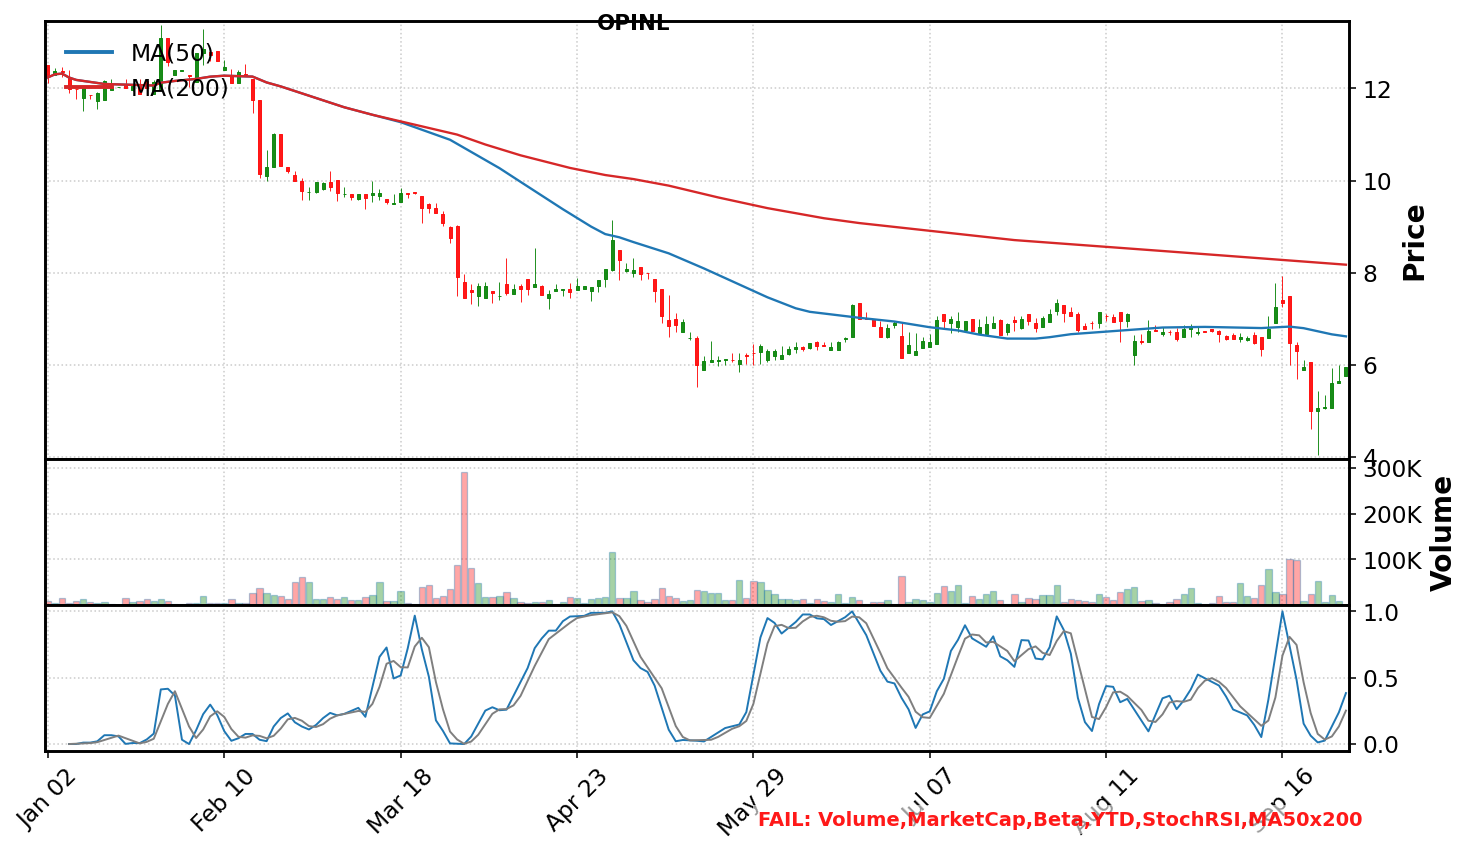 OPINL
MA(50)
MA(200)
12
10
8
6
4
Price
300K
200K
100K
Volume
1.0
0.5
0.0
Jan 02
Feb 10
Mar 18
Apr 23
May 29
Jul 07
Aug 11
Sep 16
FAIL: Volume,MarketCap,Beta,YTD,StochRSI,MA50x200